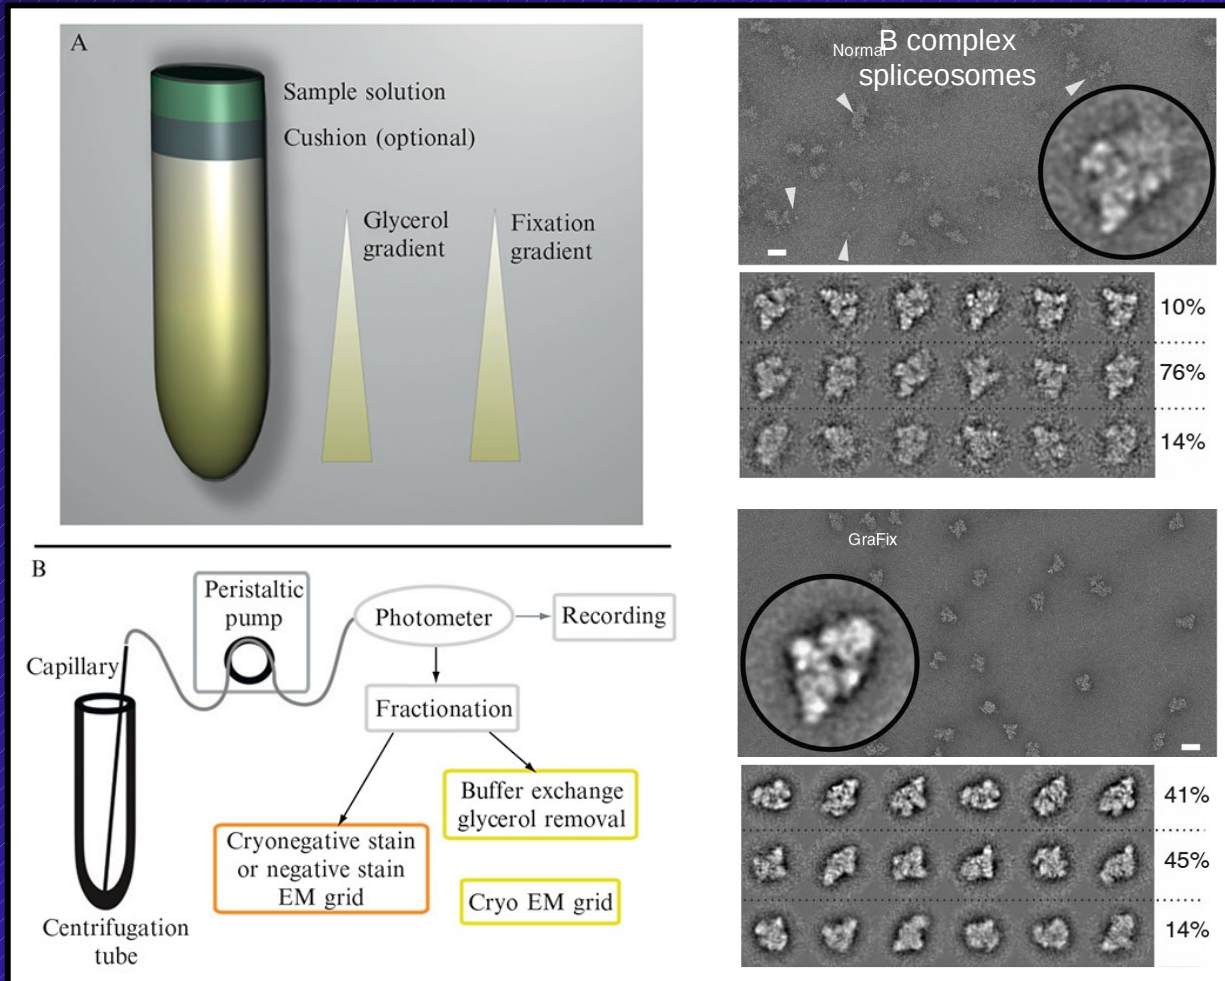 A
Sample solution
Cushion (optional)
Glycerol
gradient
Fixation
gradient
B
Peristaltic
pump
Photometer
Recording
Capillary
Fractionation
Buffer exchange
glycerol removal
Cryonegative stain
or negative stain
EM grid
Cryo EM grid
Centrifugation
tube
Normal
B complex
spliceosomes
10%
76%
14%
GraFix
41%
45%
14%